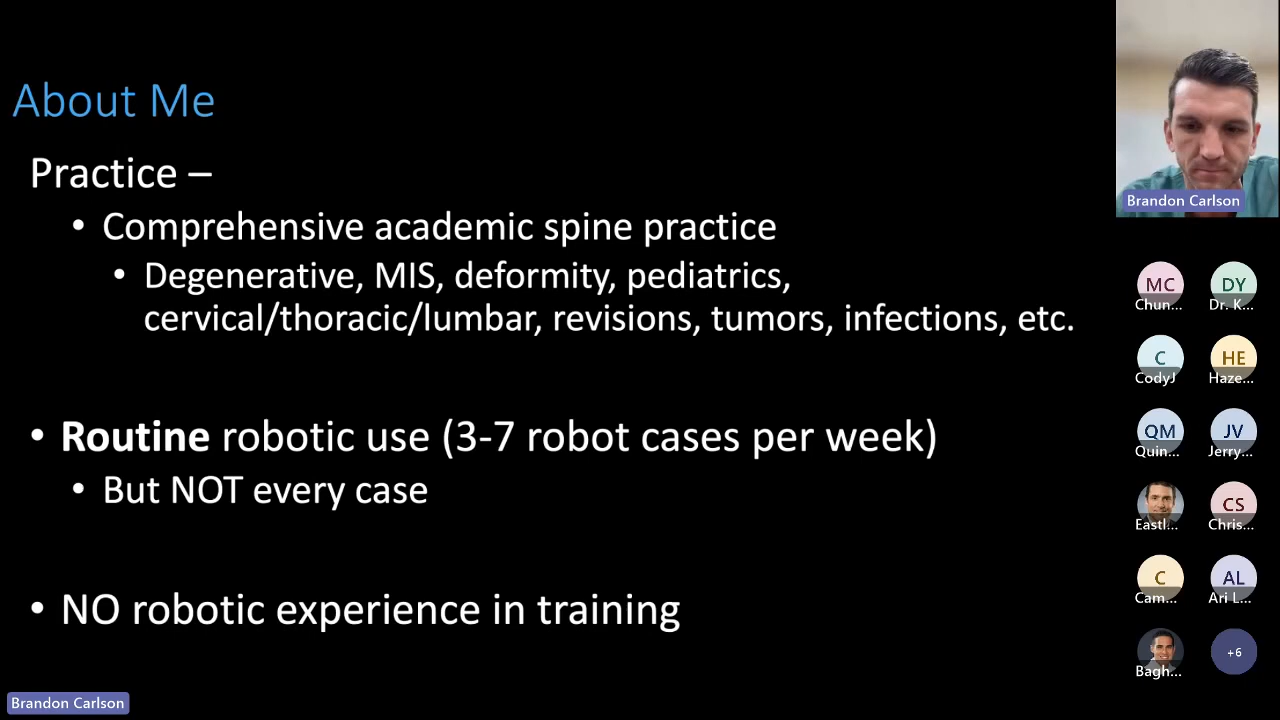 About Me
Practice –
• Comprehensive academic spine practice
• Degenerative, MIS, deformity, pediatrics,
cervical/thoracic/lumbar, revisions, tumors, infections, etc.
• Routine robotic use (3-7 robot cases per week)
• But NOT every case
• NO robotic experience in training
Brandon Carlson
Brandon Carlson
MC
Chun...
DY
Dr. K...
C
CodyJ
HE
Haze...
QM
Quin...
JV
Jerry...
Eastl...
CS
Chris...
C
Cam...
AL
Ari L...
Bagh...
+6